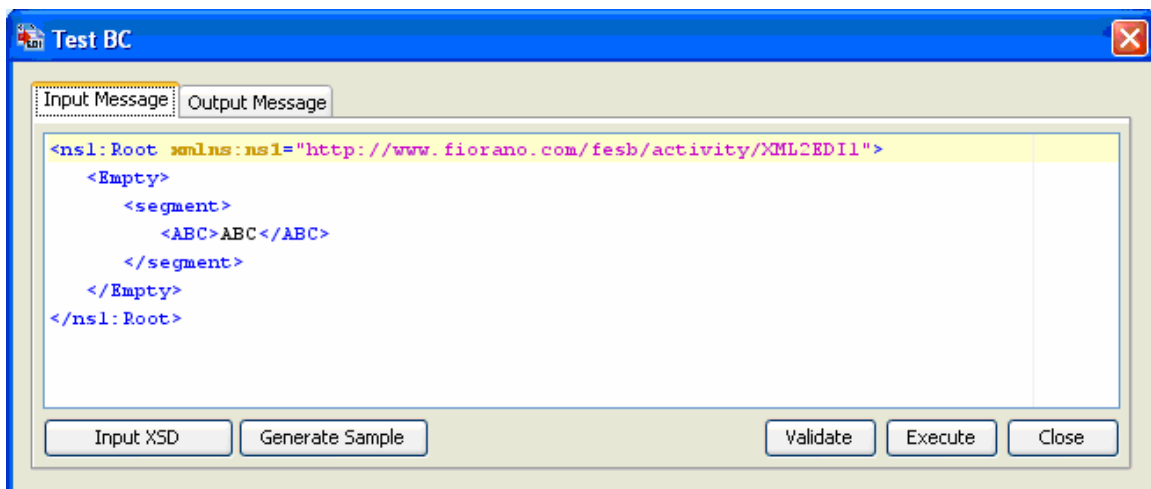 Test BC
Input Message Output Message
<ns1:Root xmlns:ns1="http://www.fiorano.com/fesb/activity/XML2EDI1">
<Empty>
<segment>
<ABC>ABC</ABC>
</segment>
</Empty>
</ns1:Root>
Input XSD Generate Sample Validate Execute Close